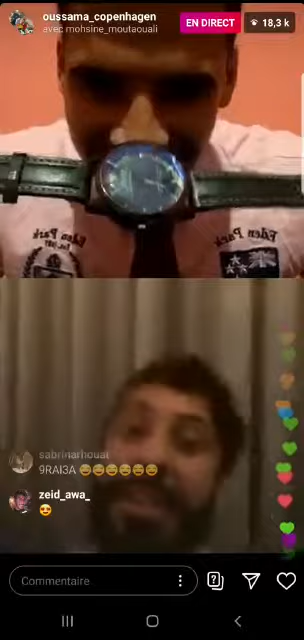 oussama_copenhagen
avec mohsine_moutaouali
EN DIRECT
18,3 k
Eden Park
Eden Park
sabrinarhouat
9RAI3A 😂😂😂😂😂😂
zeid_awa_
😍
Commentaire